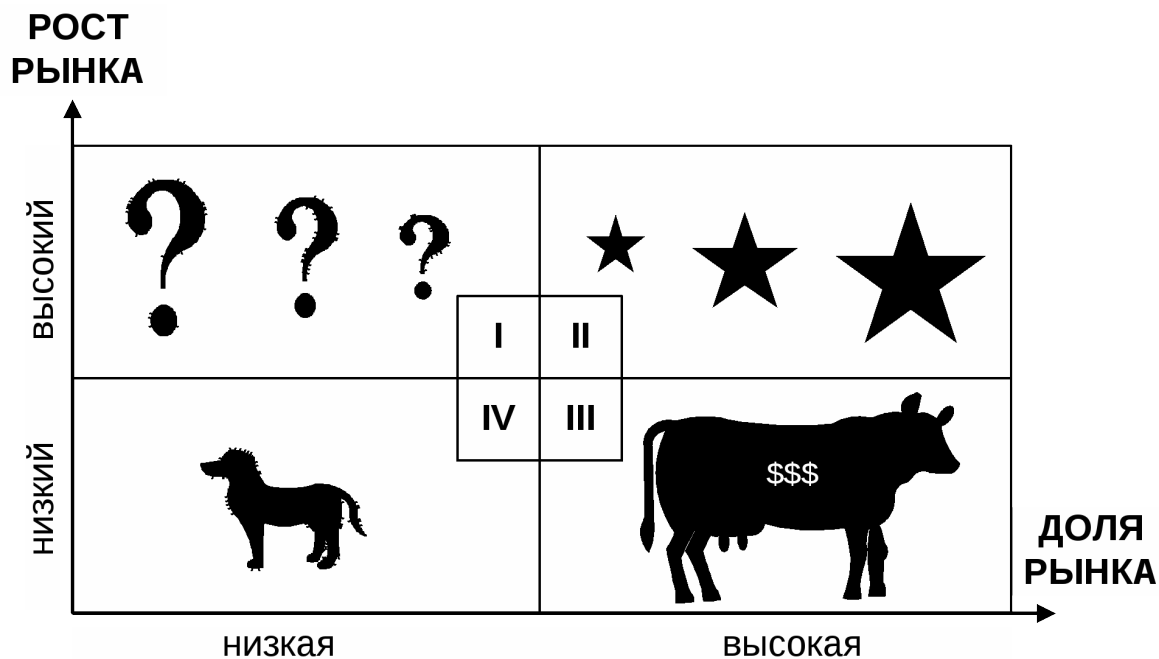 РОСТ
РЫНКА
высокий
? ? ?
I II
IV III
низкий
$$$
ДОЛЯ
РЫНКА
низкая высокая